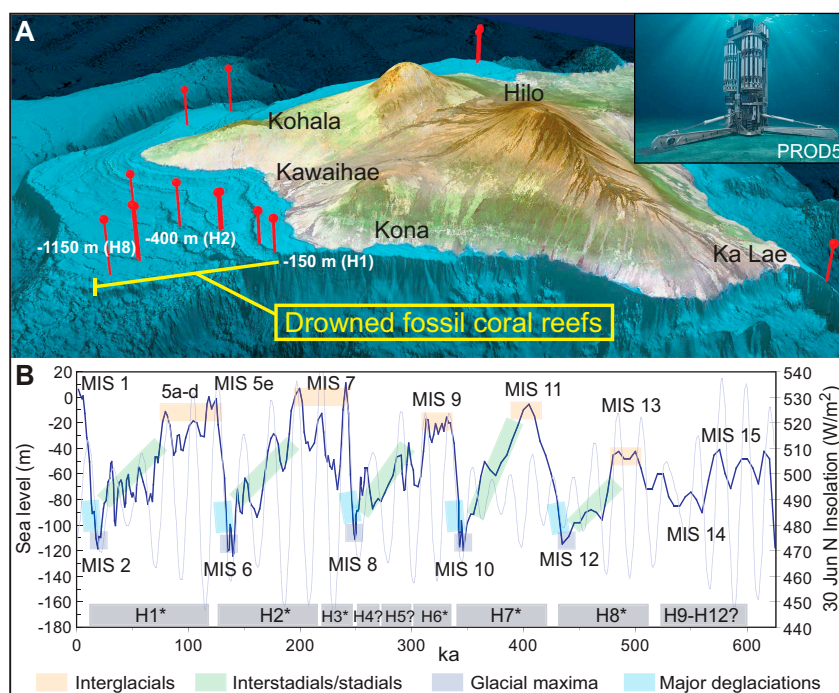 A
PROD5
Hilo
Kohala
Kawaihae
Kona
Ka Lae
-1150 m (H8)
-400 m (H2)
-150 m (H1)
Drowned fossil coral reefs
B
Sea level (m)
20
0
-20
-40
-60
-80
-100
-120
-140
-160
-180
MIS 1
5a-d
MIS 5e
MIS 7
MIS 9
MIS 11
MIS 13
MIS 15
MIS 2
MIS 6
MIS 8
MIS 10
MIS 12
MIS 14
H1*
H2*
H3*
H4?
H5?
H6*
H7*
H8*
H9-H12?
0
100
200
300
400
500
600
ka
540
530
520
510
500
490
480
470
460
450
440
30 Jun N Insolation (W/m²)
Interglacials
Interstadials/stadials
Glacial maxima
Major deglaciations